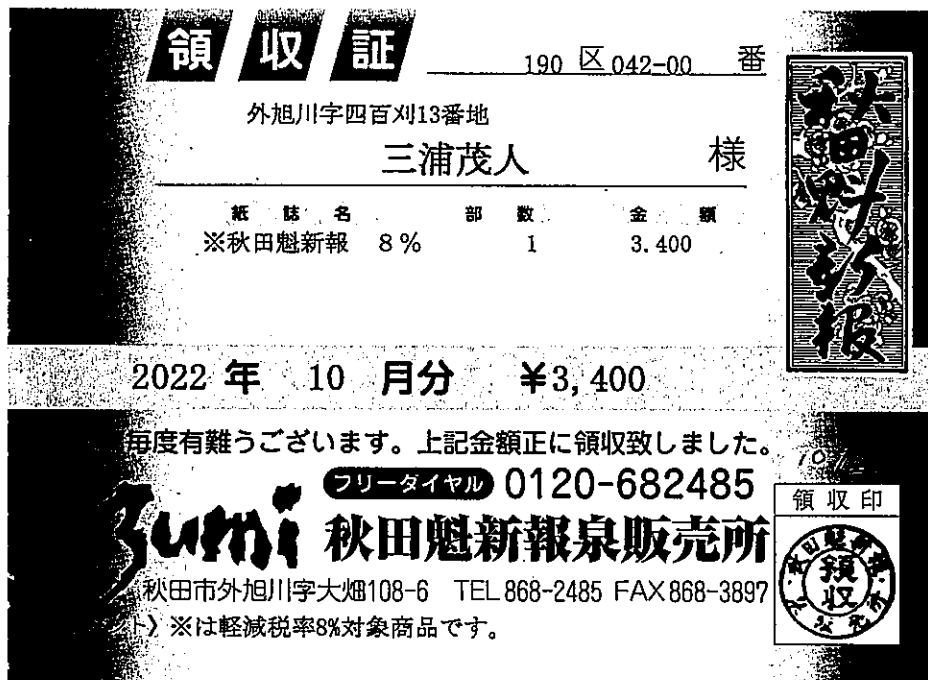 領収証
190 区 042-00 番
外旭川字四百刈13番地
三浦茂人 様
紙誌名 部数 金額
※秋田魁新報 8% 1 3.400
秋田魁新報
2022 年 10 月分 ¥3,400
毎度有難うございます。上記金額正に領収致しました。
フリーダイヤル 0120-682485
秋田魁新報泉販売所
秋田市外旭川字大畑108-6 TEL 868-2485 FAX 868-3897
ト〉※は軽減税率8%対象商品です。
領収印
領収